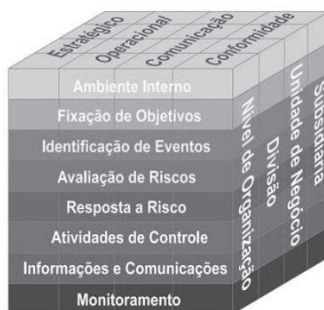 Estratégico
Operacional
Comunicação
Conformidade
Ambiente Interno
Fixação de Objetivos
Identificação de Eventos
Avaliação de Riscos
Resposta a Risco
Atividades de Controle
Informações e Comunicações
Monitoramento
Nível de Organização
Divisão
Unidade de Negócio
Subsidiária